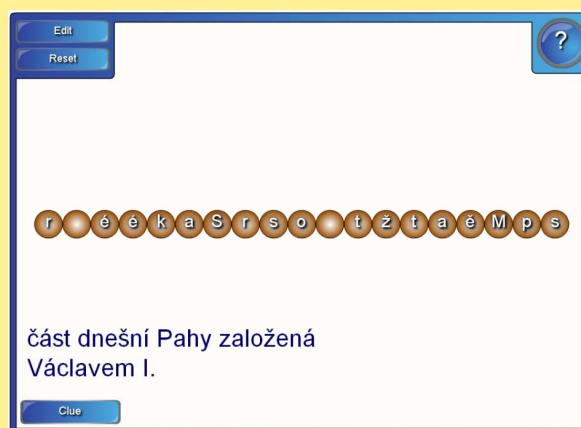 Edit
Reset
?
r é é k a S r s o t ž t a ě M p s
část dnešní Pahy založená
Václavem I.
Clue